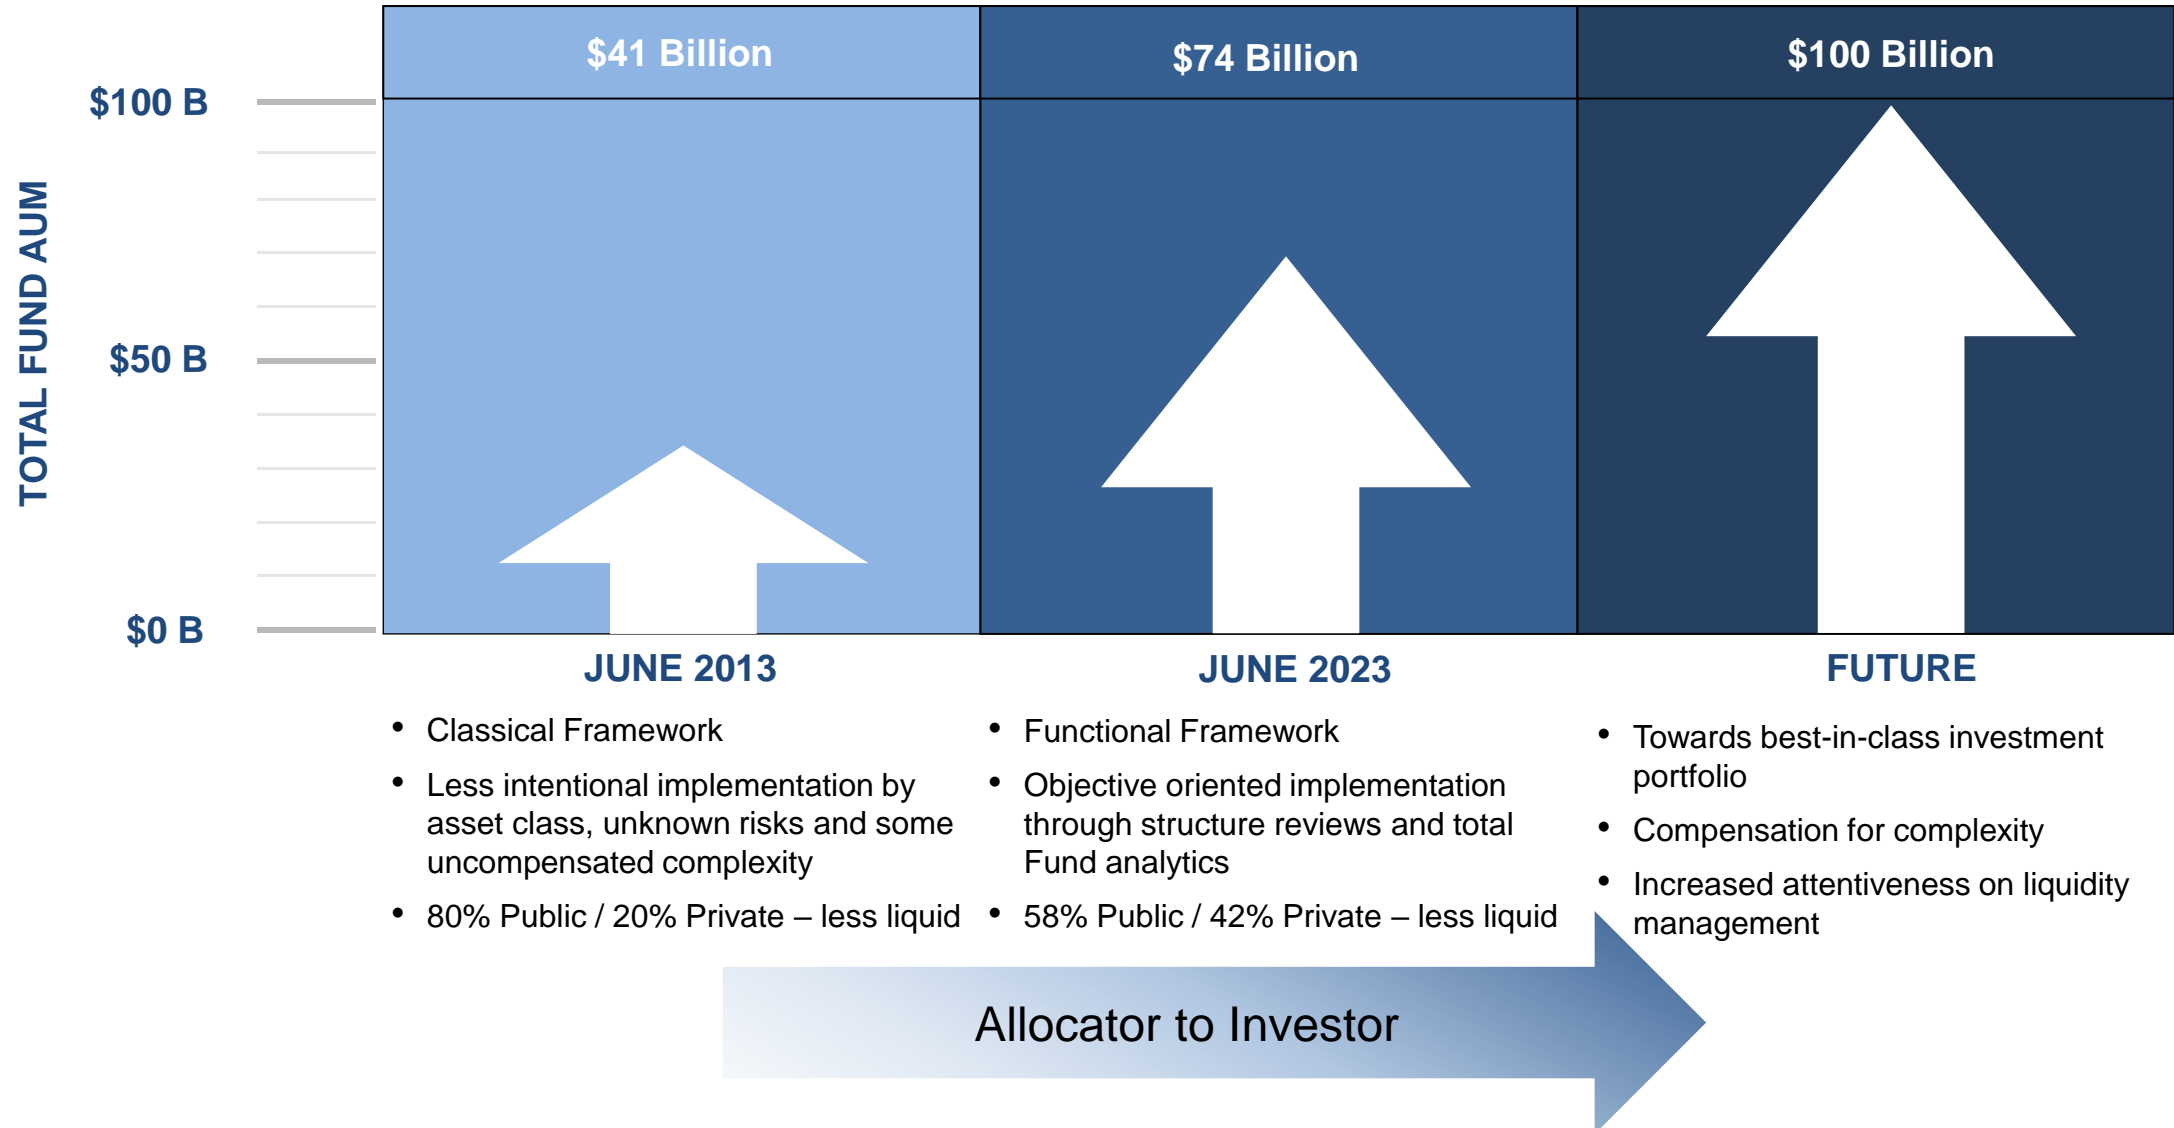 $41 Billion
$74 Billion
$100 Billion
TOTAL FUND AUM
$100 B
$50 B
$0 B
JUNE 2013
• Classical Framework
• Less intentional implementation by
asset class, unknown risks and some
uncompensated complexity
• 80% Public / 20% Private – less liquid
JUNE 2023
• Functional Framework
• Objective oriented implementation
through structure reviews and total
Fund analytics
• 58% Public / 42% Private – less liquid
FUTURE
• Towards best-in-class investment
portfolio
• Compensation for complexity
• Increased attentiveness on liquidity
management
Allocator to Investor